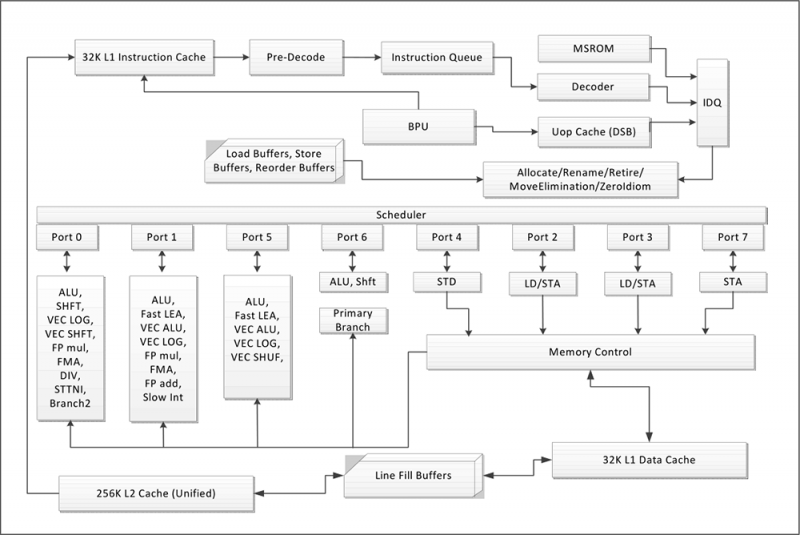 32K L1 Instruction Cache
Pre-Decode
Instruction Queue
MSROM
Decoder
IDQ
BPU
Uop Cache (DSB)
Load Buffers, Store
Buffers, Reorder Buffers
Allocate/Rename/Retire/
MoveElimination/ZeroIdiom
Scheduler
Port 0
Port 1
Port 5
Port 6
Port 4
Port 2
Port 3
Port 7
ALU,
SHFT,
VEC LOG,
VEC SHFT,
FP mul,
FMA,
DIV,
STTNI,
Branch2
ALU,
Fast LEA,
VEC ALU,
VEC LOG,
FP mul,
FMA,
FP add,
Slow Int
ALU,
Fast LEA,
VEC ALU,
VEC LOG,
VEC SHUF,
ALU, Shft
Primary
Branch
STD
LD/STA
LD/STA
STA
Memory Control
32K L1 Data Cache
Line Fill Buffers
256K L2 Cache (Unified)